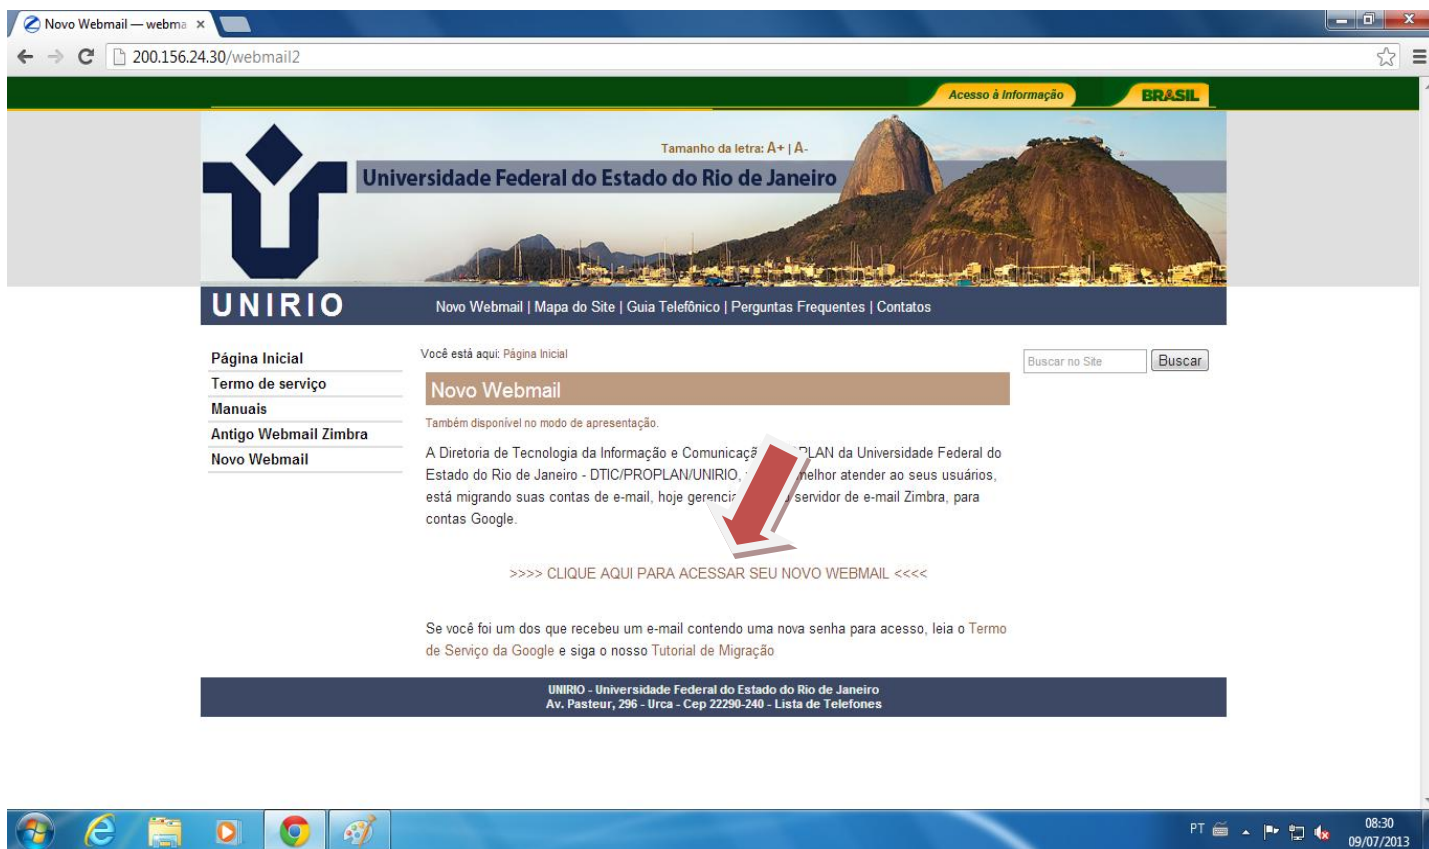 Novo Webmail — webma
200.156.24.30/webmail2
Acesso à Informação
BRASIL
Tamanho da letra: A+ | A-
Universidade Federal do Estado do Rio de Janeiro
UNIRIO
Novo Webmail | Mapa do Site | Guia Telefônico | Perguntas Frequentes | Contatos
Página Inicial
Termo de serviço
Manuais
Antigo Webmail Zimbra
Novo Webmail
Você está aqui: Página Inicial
Buscar no Site
Buscar
Novo Webmail
Também disponível no modo de apresentação.
A Diretoria de Tecnologia da Informação e Comunicaç PLAN da Universidade Federal do
Estado do Rio de Janeiro - DTIC/PROPLAN/UNIRIO, melhor atender ao seus usuários,
está migrando suas contas de e-mail, hoje gerencia servidor de e-mail Zimbra, para
contas Google.
>>>> CLIQUE AQUI PARA ACESSAR SEU NOVO WEBMAIL <<<<
Se você foi um dos que recebeu um e-mail contendo uma nova senha para acesso, leia o Termo
de Serviço da Google e siga o nosso Tutorial de Migração
UNIRIO - Universidade Federal do Estado do Rio de Janeiro
Av. Pasteur, 296 - Urca - Cep 22290-240 - Lista de Telefones
PT
08:30
09/07/2013